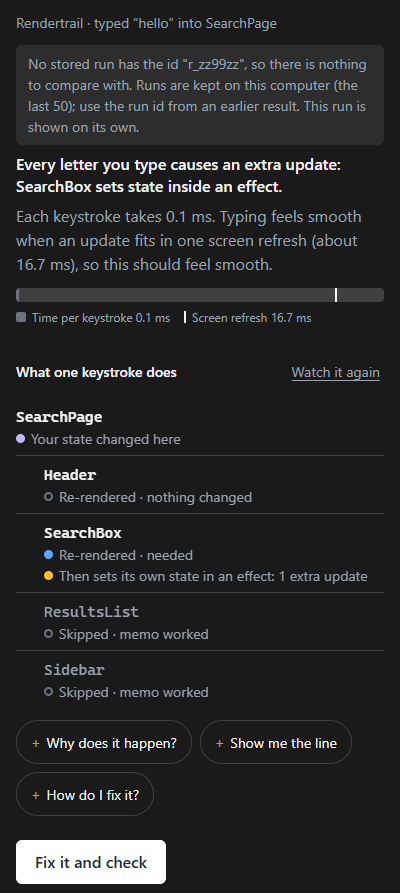 Rendertrail · typed “hello” into SearchPage
No stored run has the id "r_zz99zz", so there is nothing
to compare with. Runs are kept on this computer (the
last 50); use the run id from an earlier result. This run is
shown on its own.
Every letter you type causes an extra update:
SearchBox sets state inside an effect.
Each keystroke takes 0.1 ms. Typing feels smooth
when an update fits in one screen refresh (about
16.7 ms), so this should feel smooth.
Time per keystroke 0.1 ms Screen refresh 16.7 ms
What one keystroke does Watch it again
SearchPage
Your state changed here
Header
Re-rendered · nothing changed
SearchBox
Re-rendered · needed
Then sets its own state in an effect: 1 extra update
ResultsList
Skipped · memo worked
Sidebar
Skipped · memo worked
+ Why does it happen? + Show me the line
+ How do I fix it?
Fix it and check